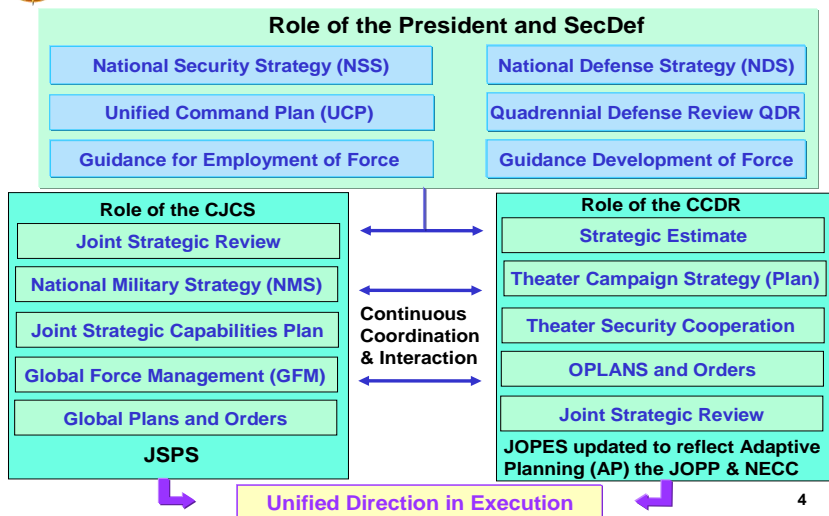 Role of the President and SecDef
National Security Strategy (NSS)
National Defense Strategy (NDS)
Unified Command Plan (UCP)
Quadrennial Defense Review QDR
Guidance for Employment of Force
Guidance Development of Force
Role of the CJCS
Joint Strategic Review
National Military Strategy (NMS)
Joint Strategic Capabilities Plan
Global Force Management (GFM)
Global Plans and Orders
JSPS
Continuous
Coordination
& Interaction
Role of the CCDR
Strategic Estimate
Theater Campaign Strategy (Plan)
Theater Security Cooperation
OPLANS and Orders
Joint Strategic Review
JOPES updated to reflect Adaptive
Planning (AP) the JOPP & NECC
Unified Direction in Execution
4